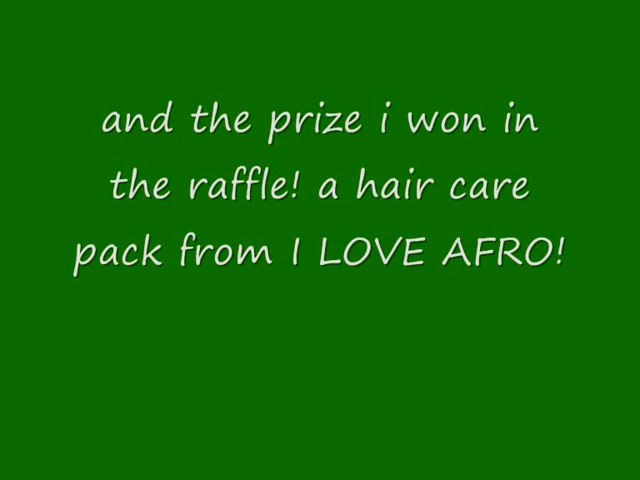 and the prize i won in
the raffle! a hair care
pack from I LOVE AFRO!